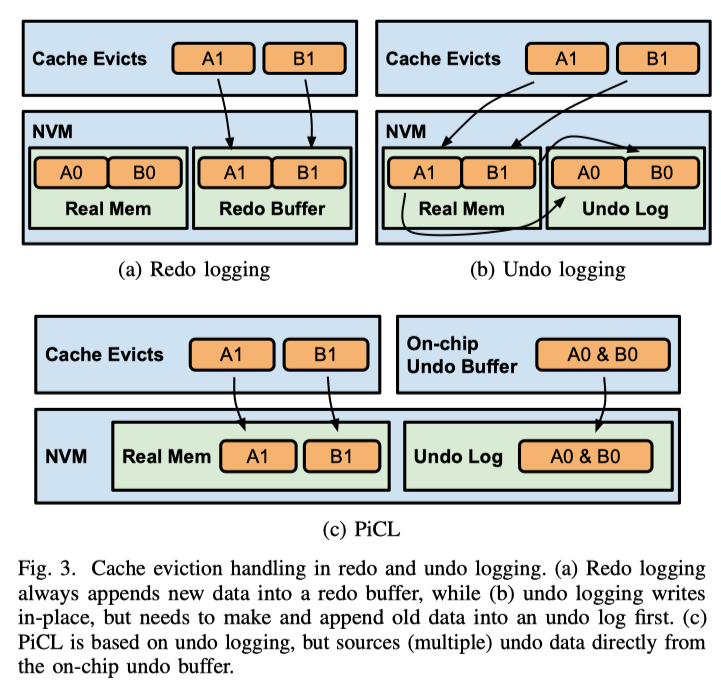 Cache Evicts A1 B1
NVM
A0 B0 A1 B1
Real Mem Redo Buffer
(a) Redo logging
Cache Evicts A1 B1
NVM
A1 B1 A0 B0
Real Mem Undo Log
(b) Undo logging
Cache Evicts A1 B1
On-chip
Undo Buffer A0 & B0
NVM Real Mem A1 B1 Undo Log A0 & B0
(c) PiCL
Fig. 3. Cache eviction handling in redo and undo logging. (a) Redo logging
always appends new data into a redo buffer, while (b) undo logging writes
in-place, but needs to make and append old data into an undo log first. (c)
PiCL is based on undo logging, but sources (multiple) undo data directly from
the on-chip undo buffer.